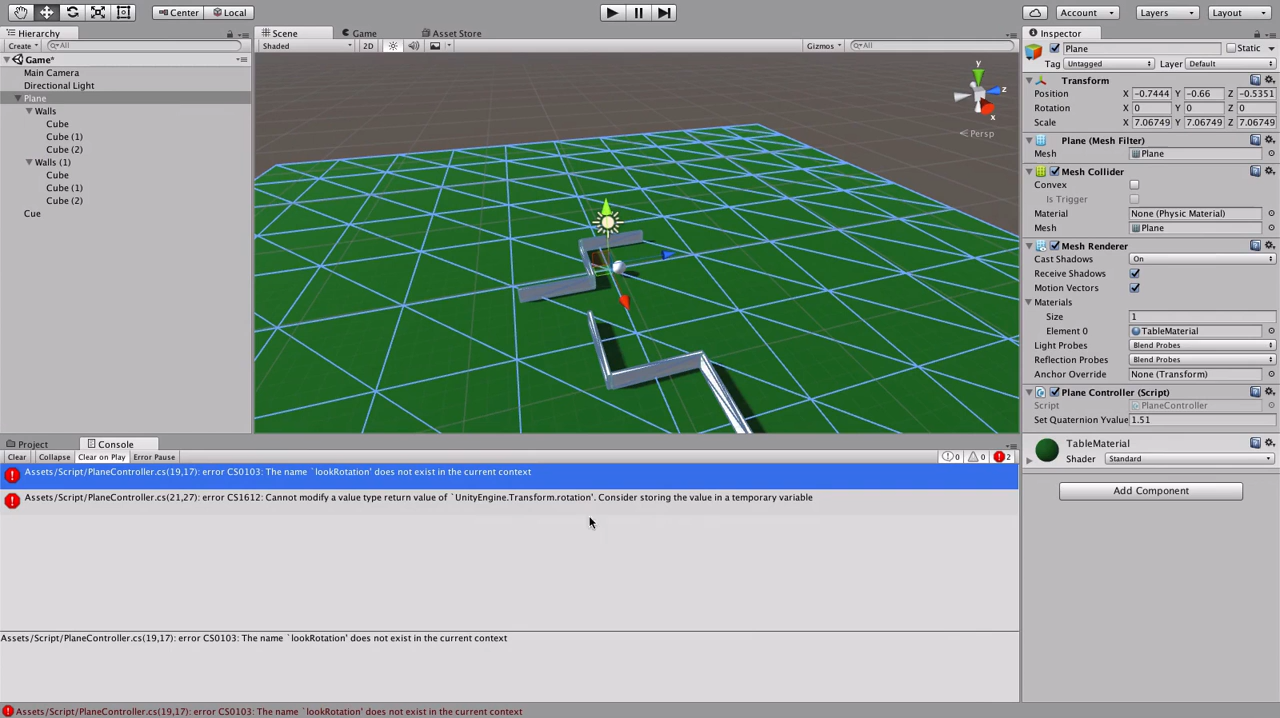 Center Local Account Layers Layout
Hierarchy Scene Game Asset Store Inspector
Create All Shaded 2D Gizmos All
Plane Static
Tag Untagged Layer Default
Game*
Main Camera
Directional Light
Plane
Walls
Cube
Cube (1)
Cube (2)
Walls (1)
Cube
Cube (1)
Cube (2)
Cue
y
z
x
Persp
Transform
Position X -0.7444 Y -0.66 Z -0.5351
Rotation X 0 Y 0 Z 0
Scale X 7.06749 Y 7.06749 Z 7.06749
Plane (Mesh Filter)
Mesh Plane
Mesh Collider
Convex
Is Trigger
Material None (Physic Material)
Mesh Plane
Mesh Renderer
Cast Shadows On
Receive Shadows
Motion Vectors
Materials
Size 1
Element 0 TableMaterial
Light Probes Blend Probes
Reflection Probes Blend Probes
Anchor Override None (Transform)
Plane Controller (Script)
Script PlaneController
Set Quaternion Yvalue 1.51
TableMaterial
Shader Standard
Add Component
Project Console
Clear Collapse Clear on Play Error Pause 0 0 2
Assets/Script/PlaneController.cs(19,17): error CS0103: The name `lookRotation' does not exist in the current context
Assets/Script/PlaneController.cs(21,27): error CS1612: Cannot modify a value type return value of `UnityEngine.Transform.rotation'. Consider storing the value in a temporary variable
Assets/Script/PlaneController.cs(19,17): error CS0103: The name `lookRotation' does not exist in the current context
Assets/Script/PlaneController.cs(19,17): error CS0103: The name `lookRotation' does not exist in the current context